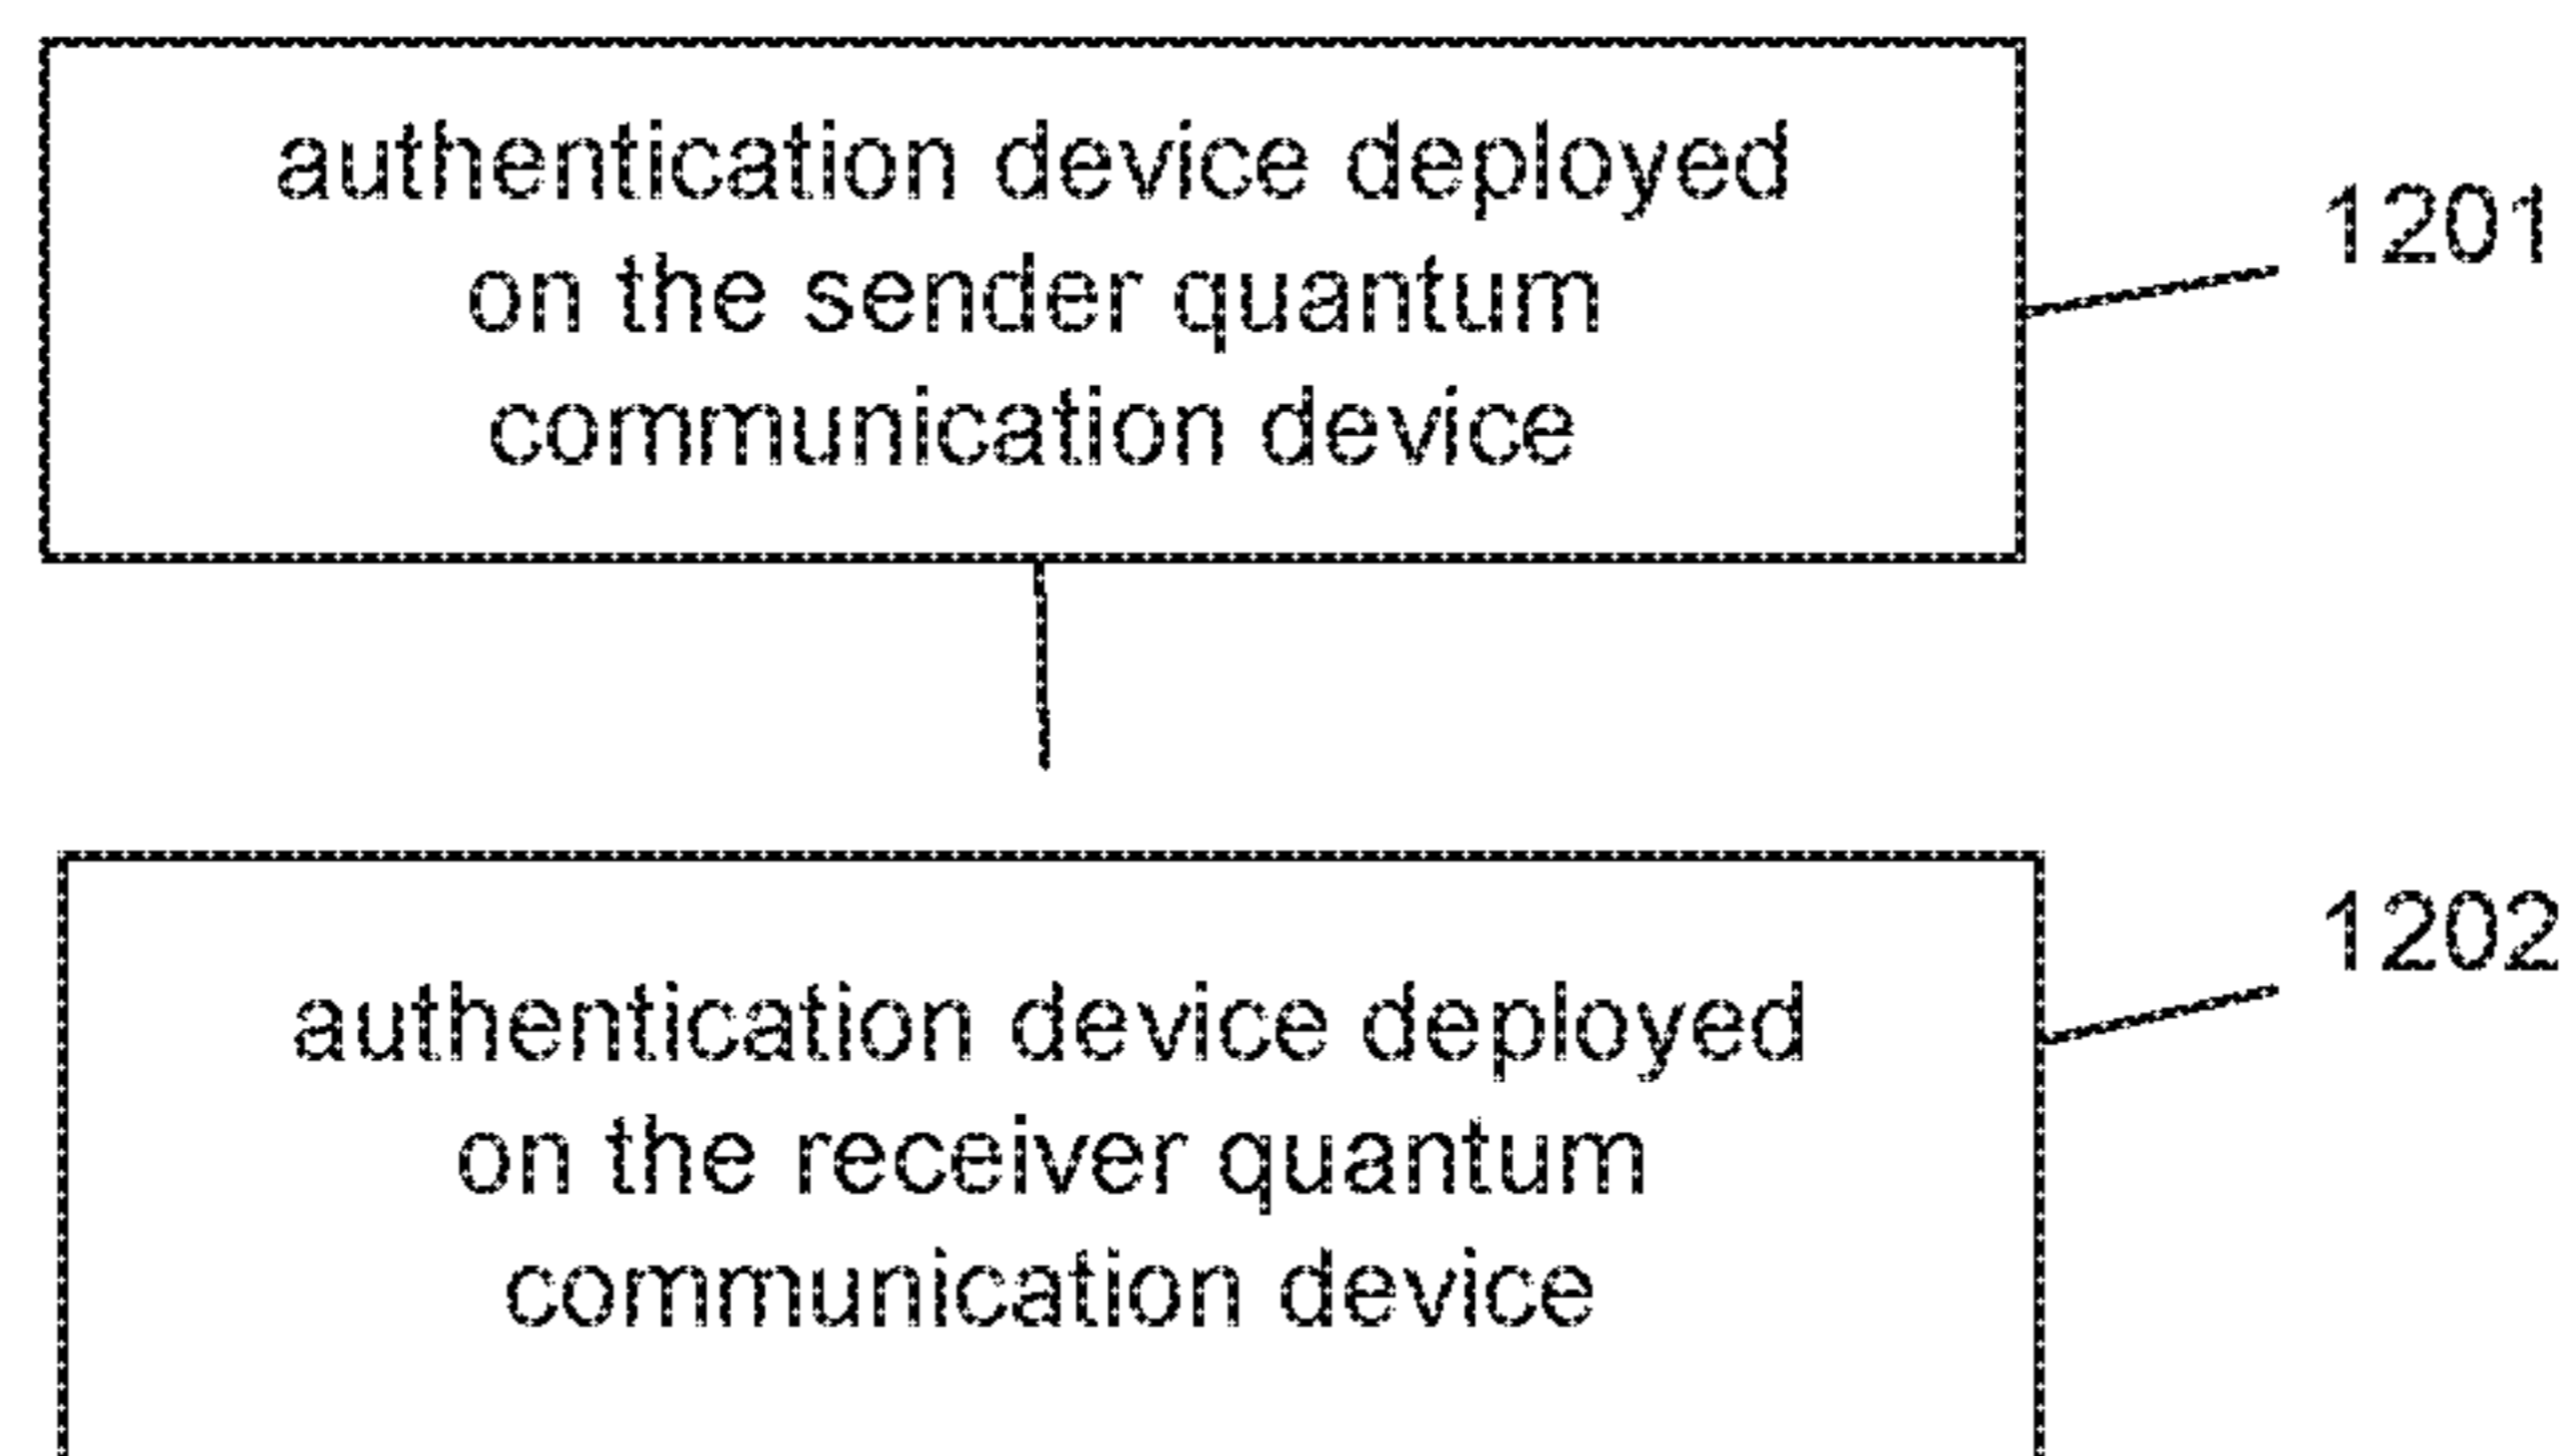 authentication device deployed
on the sender quantum
communication device
1201
authentication device deployed
on the receiver quantum
communication device
1202